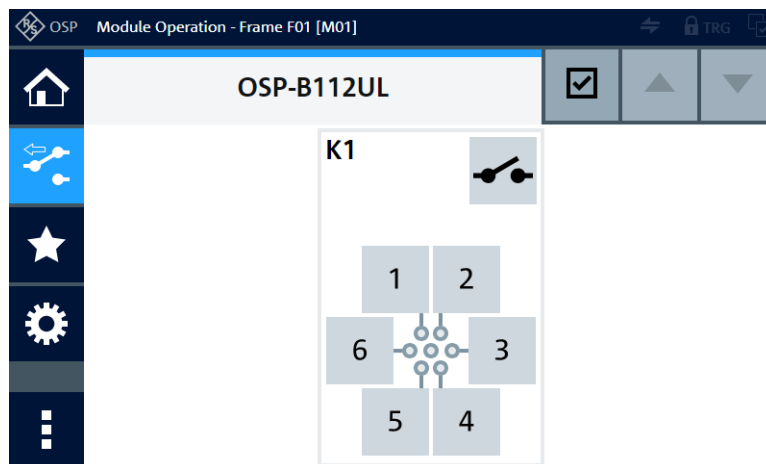 R&S OSP Module Operation - Frame F01 [M01] TRG
OSP-B112UL
K1
1 2
6 3
5 4